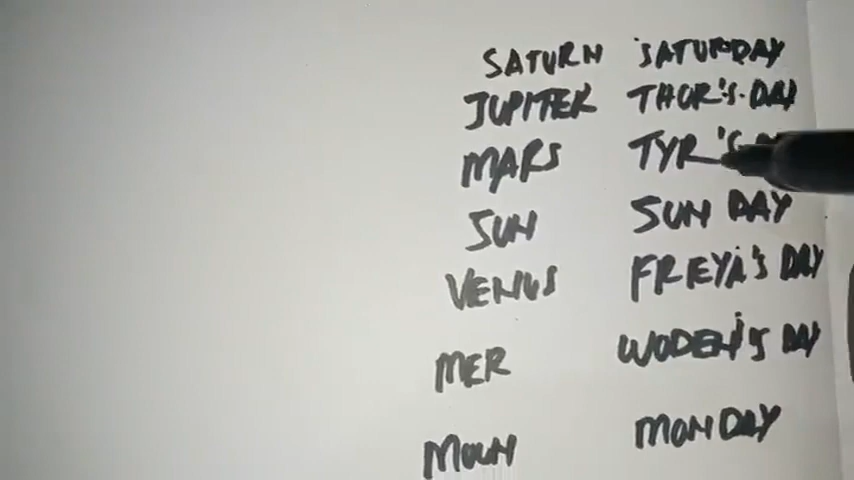 SATURN SATURDAY
JUPITER THOR'S DAY
MARS TYR'S
SUN SUN DAY
VENUS FREYA'S DAY
MER WODEN'S DAY
MOON MONDAY